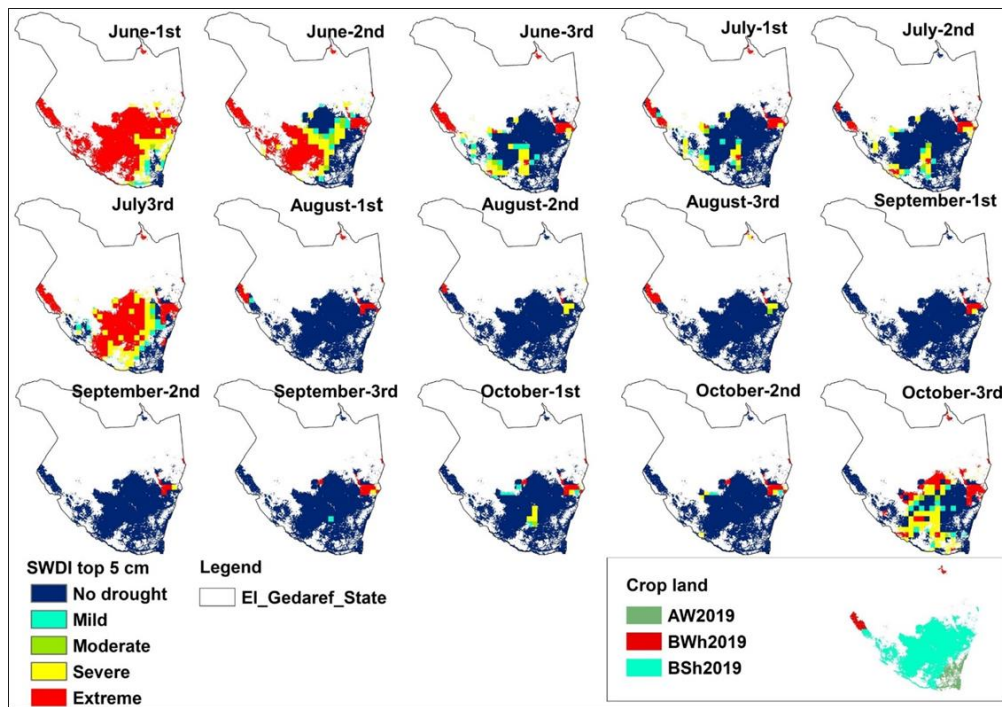 June-1st
June-2nd
June-3rd
July-1st
July-2nd
July3rd
August-1st
August-2nd
August-3rd
September-1st
September-2nd
September-3rd
October-1st
October-2nd
October-3rd
SWDI top 5 cm
No drought
Mild
Moderate
Severe
Extreme
Legend
El_Gedaref_State
Crop land
AW2019
BWh2019
BSh2019